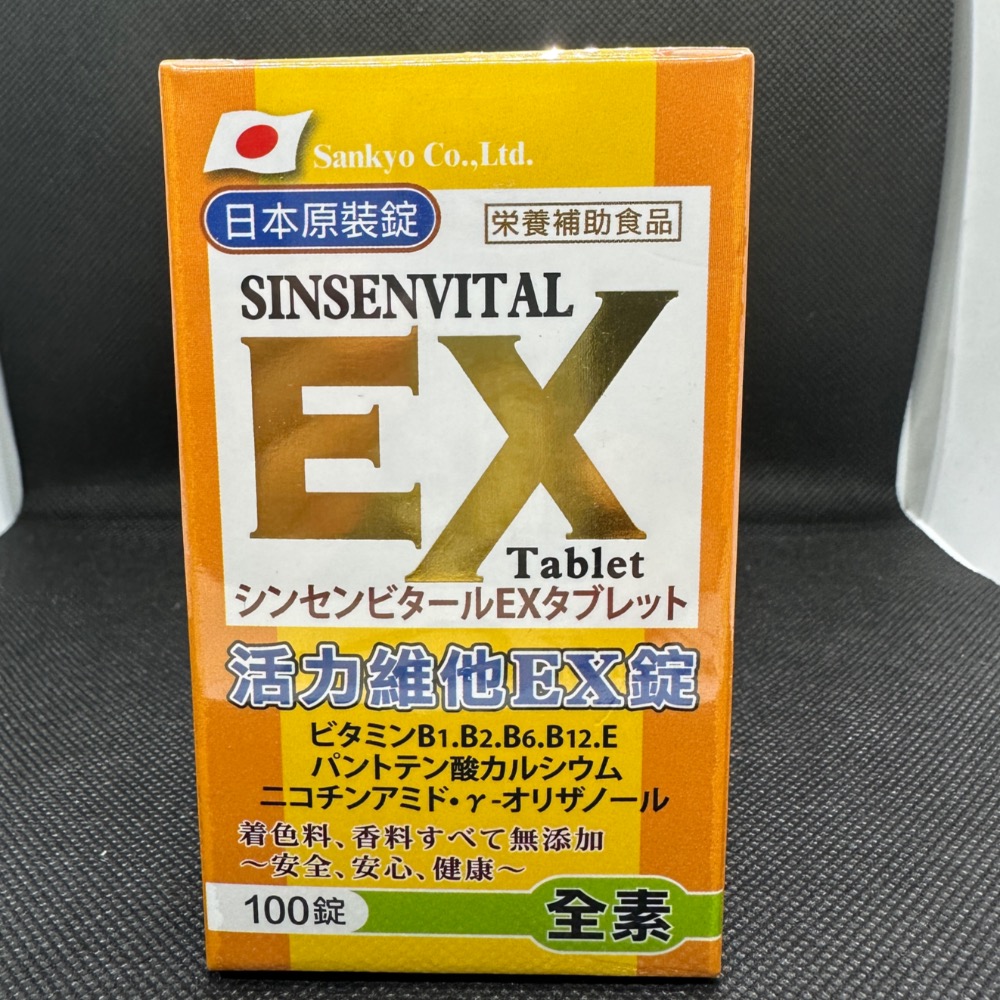 Sankyo Co.,Ltd.
日本原裝錠
栄養補助食品
SINSENVITAL
EX
Tablet
シンセンビタールEXタブレット
活力維他EX錠
ビタミンB1.B2.B6.B12.E
パントテン酸カルシウム
ニコチンアミド・γ-オリザノール
着色料、香料すべて無添加
～安全、安心、健康～
100錠
全素